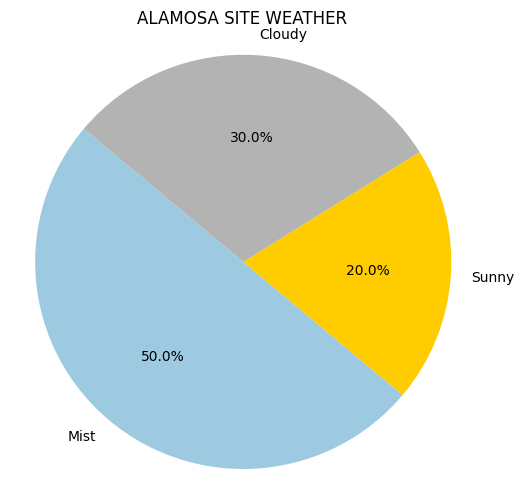 ALAMOSA SITE WEATHER
Cloudy
30.0%
20.0%
Sunny
50.0%
Mist